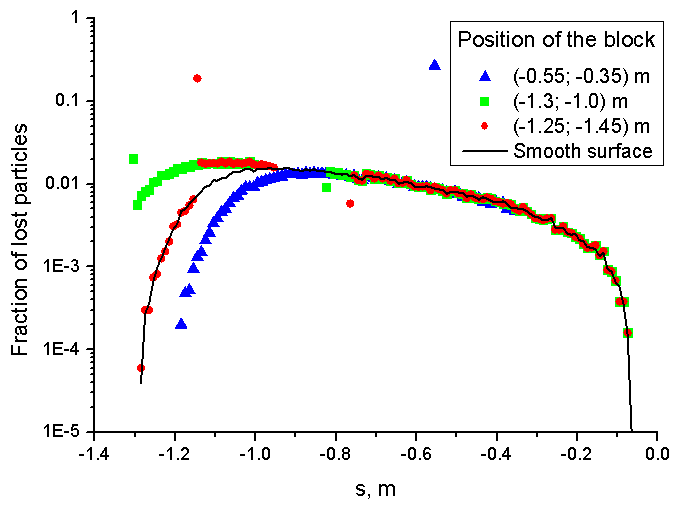 1
0.1
0.01
1E-3
1E-4
1E-5
Fraction of lost particles
Position of the block
(-0.55; -0.35) m
(-1.3; -1.0) m
(-1.25; -1.45) m
Smooth surface
-1.4 -1.2 -1.0 -0.8 -0.6 -0.4 -0.2 0.0
s, m